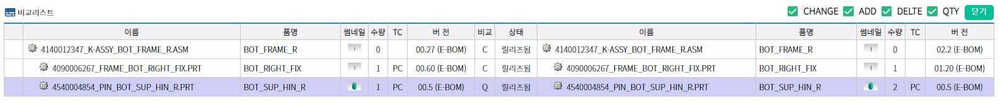 비교리스트
CHANGE ADD DELTE QTY 닫기
이름 품명 썸네일 수량 TC 버 전 비교 상태 이름 품명 썸네일 수량 TC 버 전
4140012347_K-ASSY_BOT_FRAME_R.ASM BOT_FRAME_R 0 00.27 (E-BOM) C 릴리즈됨 4140012347_K-ASSY_BOT_FRAME_R.ASM BOT_FRAME_R 0 02.2 (E-BOM)
4090006267_FRAME_BOT_RIGHT_FIX.PRT BOT_RIGHT_FIX 1 PC 00.60 (E-BOM) C 릴리즈됨 4090006267_FRAME_BOT_RIGHT_FIX.PRT BOT_RIGHT_FIX 1 01.20 (E-BOM)
4540004854_PIN_BOT_SUP_HIN_R.PRT BOT_SUP_HIN_R 1 PC 00.5 (E-BOM) Q 릴리즈됨 4540004854_PIN_BOT_SUP_HIN_R.PRT BOT_SUP_HIN_R 2 PC 00.5 (E-BOM)